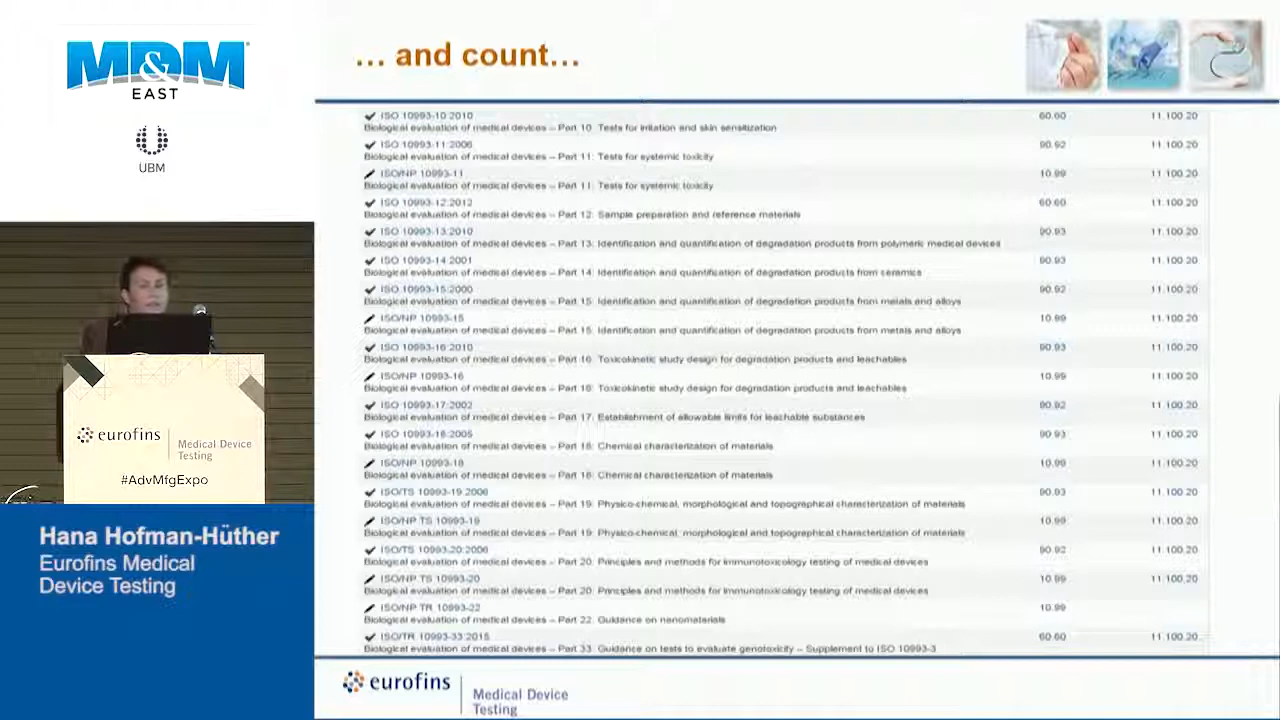 M&M
EAST
UBM
eurofins
Medical Device
Testing
#AdvMfgExpo
Hana Hofman-Hüther
Eurofins Medical
Device Testing
… and count…
ISO 10993-10:2010 60.60 11.100.20
Biological evaluation of medical devices – Part 10: Tests for irritation and skin sensitization
ISO 10993-11:2006 90.92 11.100.20
Biological evaluation of medical devices – Part 11: Tests for systemic toxicity
ISO/NP 10993-11 10.99 11.100.20
Biological evaluation of medical devices – Part 11: Tests for systemic toxicity
ISO 10993-12:2012 60.60 11.100.20
Biological evaluation of medical devices – Part 12: Sample preparation and reference materials
ISO 10993-13:2010 90.93 11.100.20
Biological evaluation of medical devices – Part 13: Identification and quantification of degradation products from polymeric medical devices
ISO 10993-14:2001 90.93 11.100.20
Biological evaluation of medical devices – Part 14: Identification and quantification of degradation products from ceramics
ISO 10993-15:2000 90.92 11.100.20
Biological evaluation of medical devices – Part 15: Identification and quantification of degradation products from metals and alloys
ISO/NP 10993-15 10.99 11.100.20
Biological evaluation of medical devices – Part 15: Identification and quantification of degradation products from metals and alloys
ISO 10993-16:2010 90.93 11.100.20
Biological evaluation of medical devices – Part 16: Toxicokinetic study design for degradation products and leachables
ISO/NP 10993-16 10.99 11.100.20
Biological evaluation of medical devices – Part 16: Toxicokinetic study design for degradation products and leachables
ISO 10993-17:2002 90.92 11.100.20
Biological evaluation of medical devices – Part 17: Establishment of allowable limits for leachable substances
ISO 10993-18:2005 90.93 11.100.20
Biological evaluation of medical devices – Part 18: Chemical characterization of materials
ISO/NP 10993-18 10.99 11.100.20
Biological evaluation of medical devices – Part 18: Chemical characterization of materials
ISO/TS 10993-19:2006 90.93 11.100.20
Biological evaluation of medical devices – Part 19: Physico-chemical, morphological and topographical characterization of materials
ISO/NP TS 10993-19 10.99 11.100.20
Biological evaluation of medical devices – Part 19: Physico-chemical, morphological and topographical characterization of materials
ISO/TS 10993-20:2006 90.92 11.100.20
Biological evaluation of medical devices – Part 20: Principles and methods for immunotoxicology testing of medical devices
ISO/NP TS 10993-20 10.99 11.100.20
Biological evaluation of medical devices – Part 20: Principles and methods for immunotoxicology testing of medical devices
ISO/NP TR 10993-22 10.99
Biological evaluation of medical devices – Part 22: Guidance on nanomaterials
ISO/TR 10993-33:2015 60.60 11.100.20
Biological evaluation of medical devices – Part 33: Guidance on tests to evaluate genotoxicity – Supplement to ISO 10993-3
eurofins
Medical Device
Testing